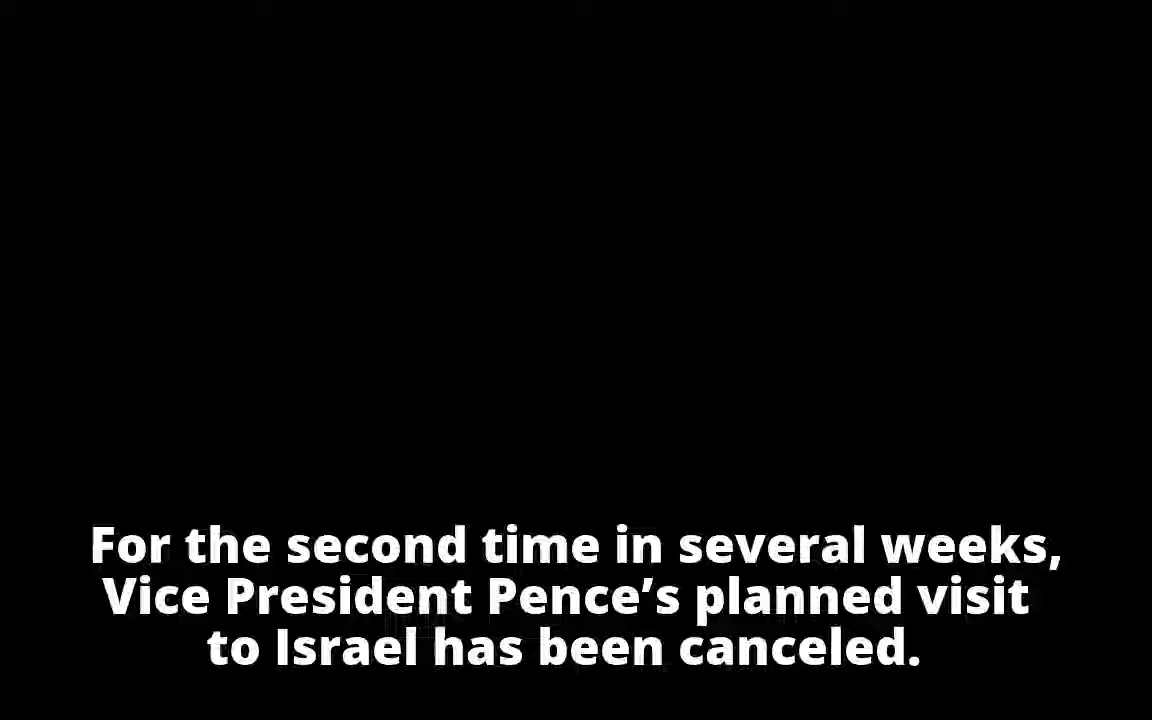 For the second time in several weeks,
Vice President Pence’s planned visit
to Israel has been canceled.